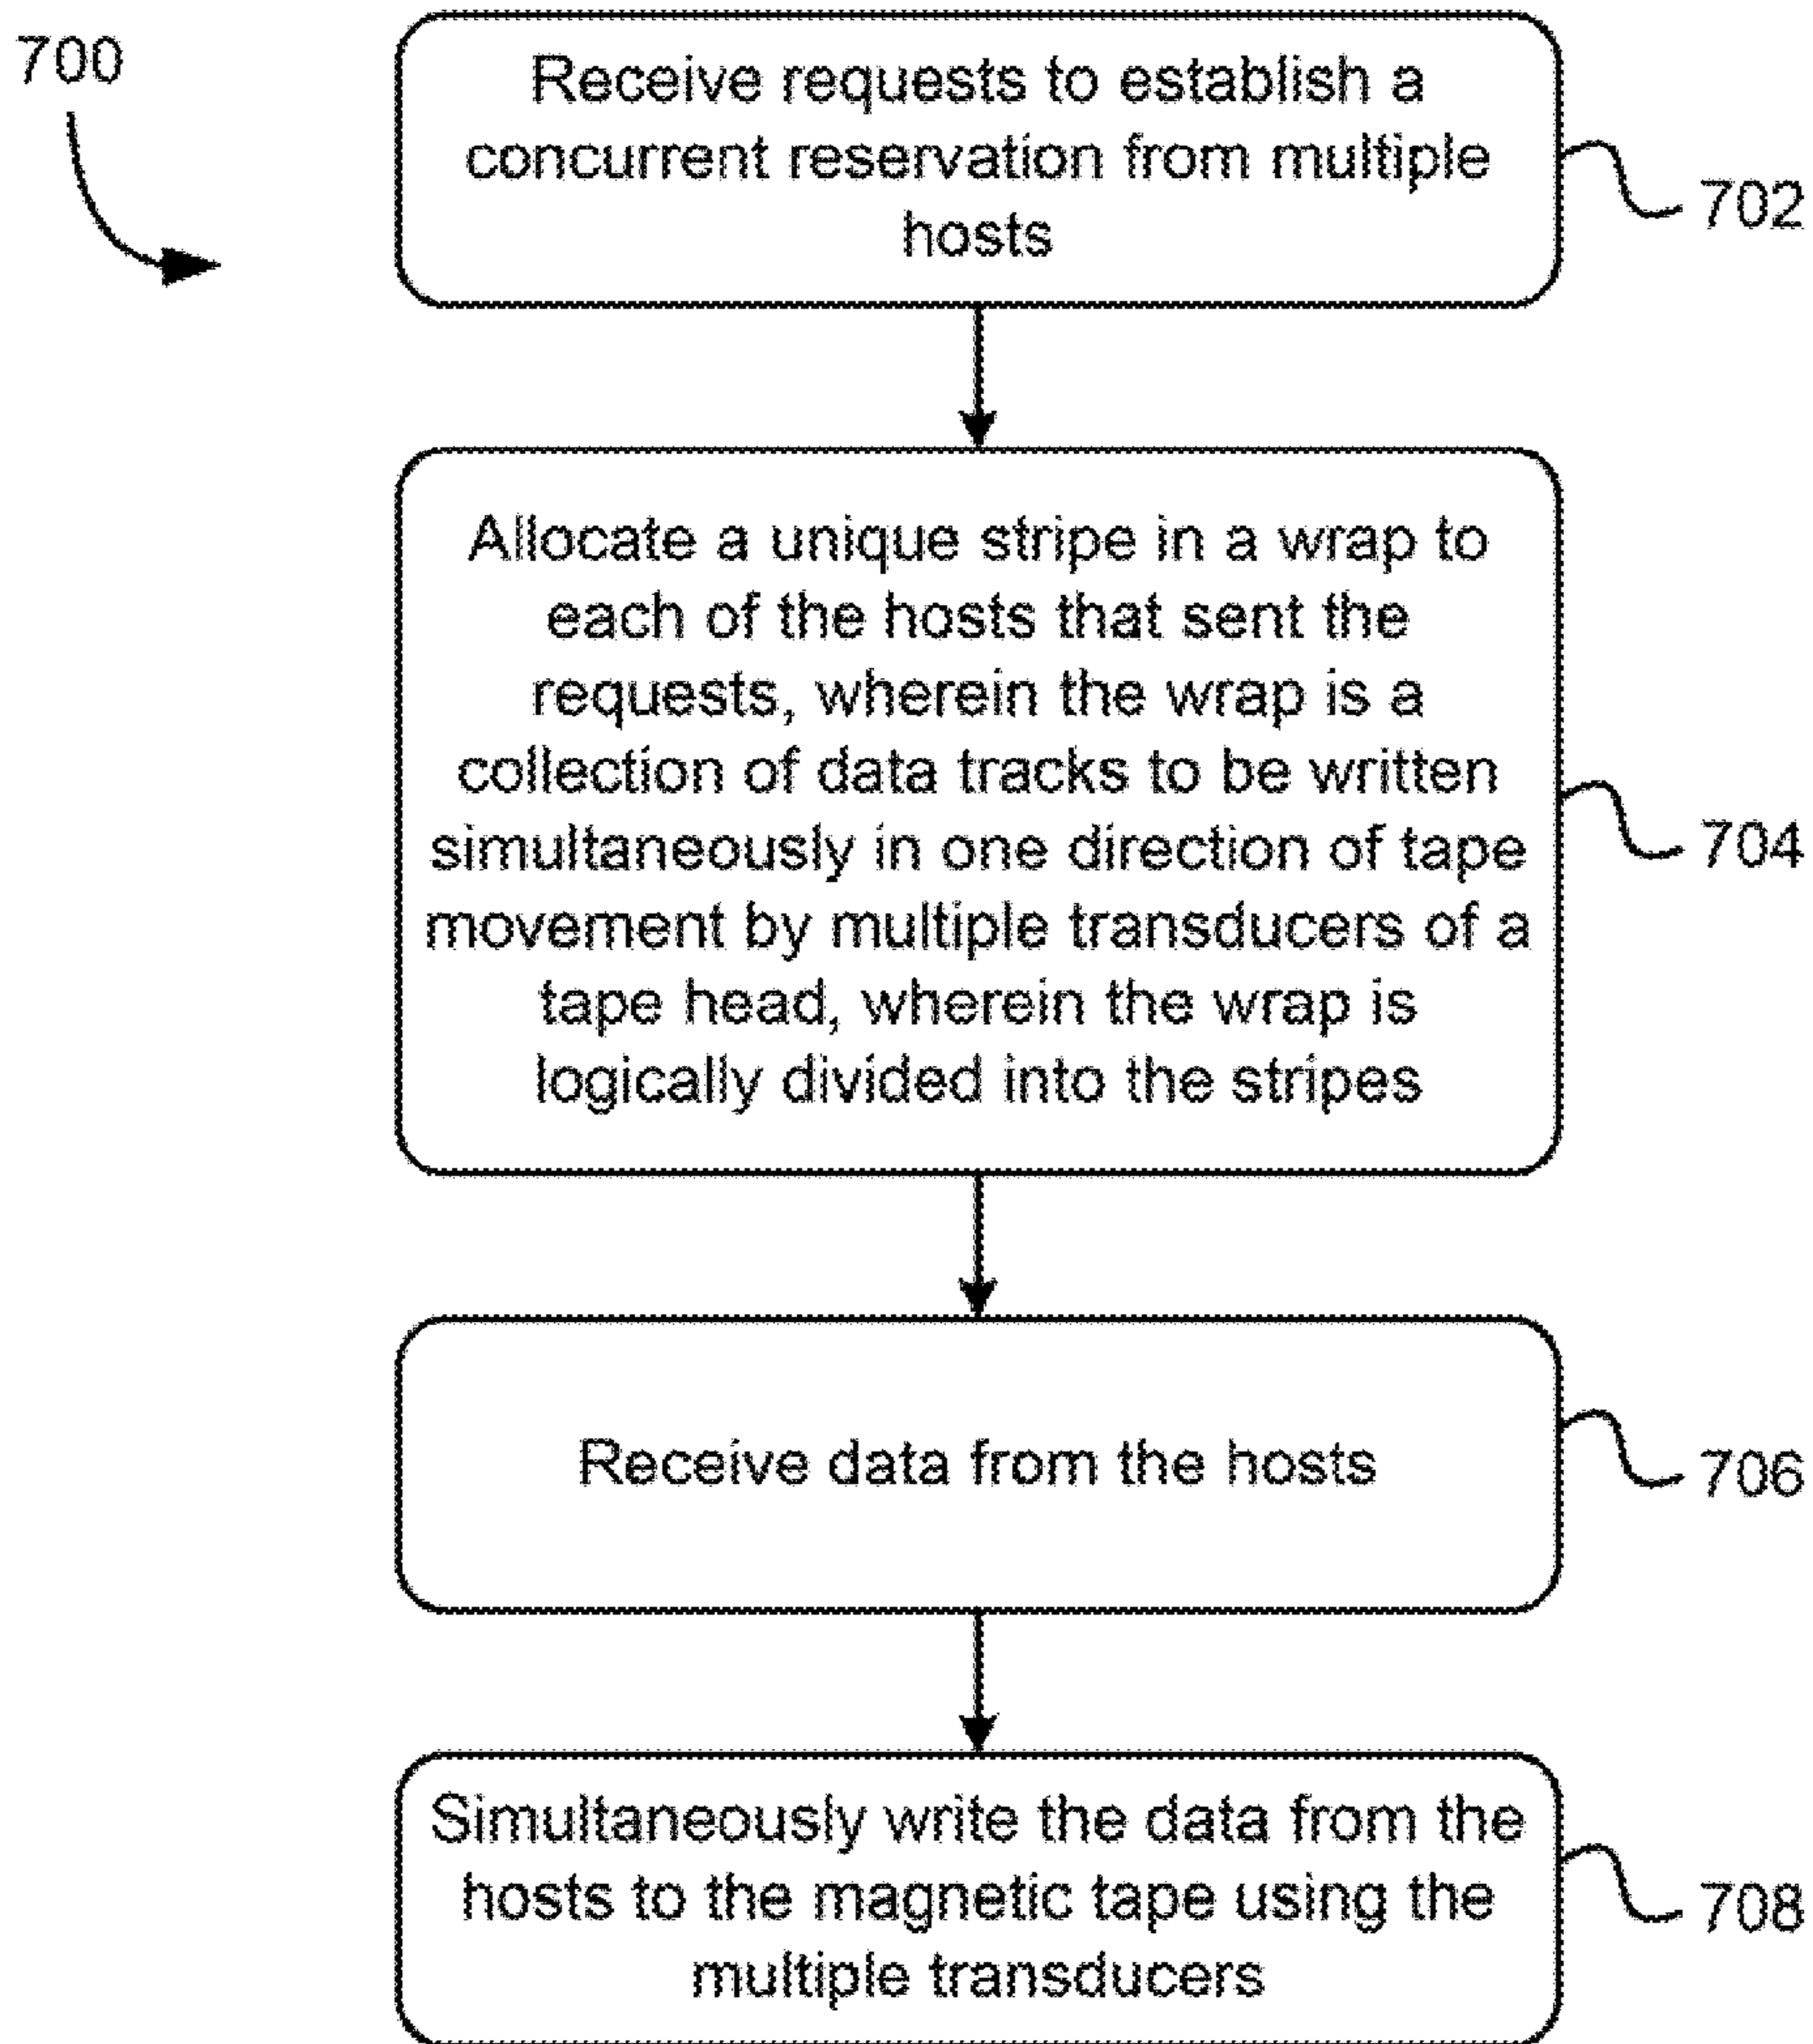 700
Receive requests to establish a
concurrent reservation from multiple
hosts
702
Allocate a unique stripe in a wrap to
each of the hosts that sent the
requests, wherein the wrap is a
collection of data tracks to be written
simultaneously in one direction of tape
movement by multiple transducers of a
tape head, wherein the wrap is
logically divided into the stripes
704
Receive data from the hosts
706
Simultaneously write the data from the
hosts to the magnetic tape using the
multiple transducers
708